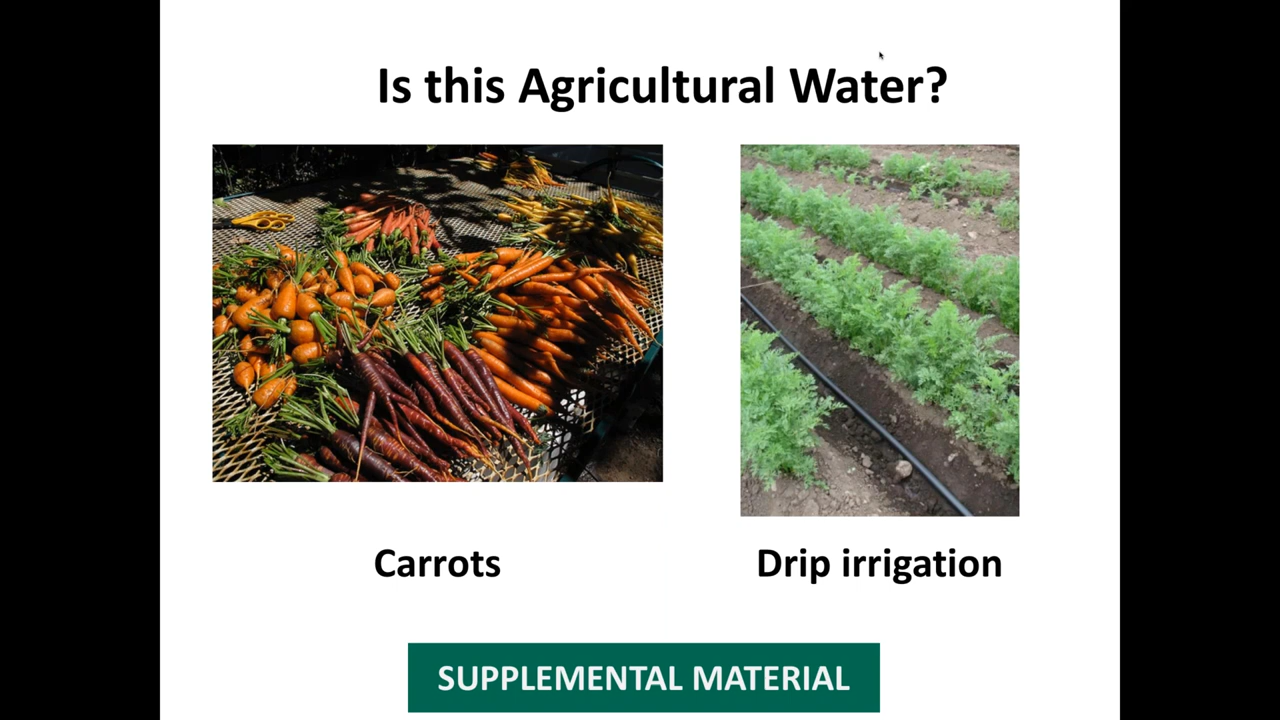 Is this Agricultural Water?
Carrots
Drip irrigation
SUPPLEMENTAL MATERIAL